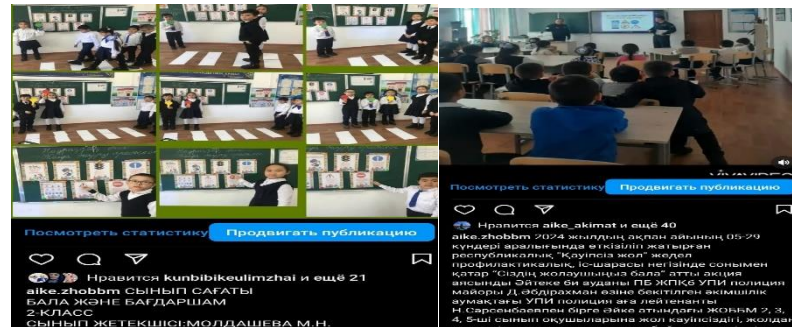 Посмотреть статистику
Продвигать публикацию
Нравится kunbibikeulimzhai и ещё 21
aike.zhobbm СЫНЫП САҒАТЫ
БАЛА ЖӘНЕ БАҒДАРШАМ
2-КЛАСС
СЫНЫП ЖЕТЕКШІСІ:МОЛДАШЕВА М.Н.
Посмотреть статистику
Продвигать публикацию
Нравится aike_akimat и ещё 40
aike.zhobbm 2024 жылдың ақпан айының 05-29
күндері аралығында өткізіліп жатырған
республикалық "Қауіпсіз жол" жедел
профилактикалық, іс-шарасы негізінде сонымен
қатар "Сіздің жолаушыңыз бала" атты акция
аясында Әйтеке би ауданы ПБ ЖПҚб УПИ полиция
майоры Д.Әбдірахман өзіне бекітілген әкімшілік
аумақтағы УПИ полиция аға лейтенанты
Н.Сарсенбаевпен бірге Әйке атындағы ЖОББМ 2, 3,
4, 5-ші сынып оқушыларына жол қауіпсіздігі, жолдан